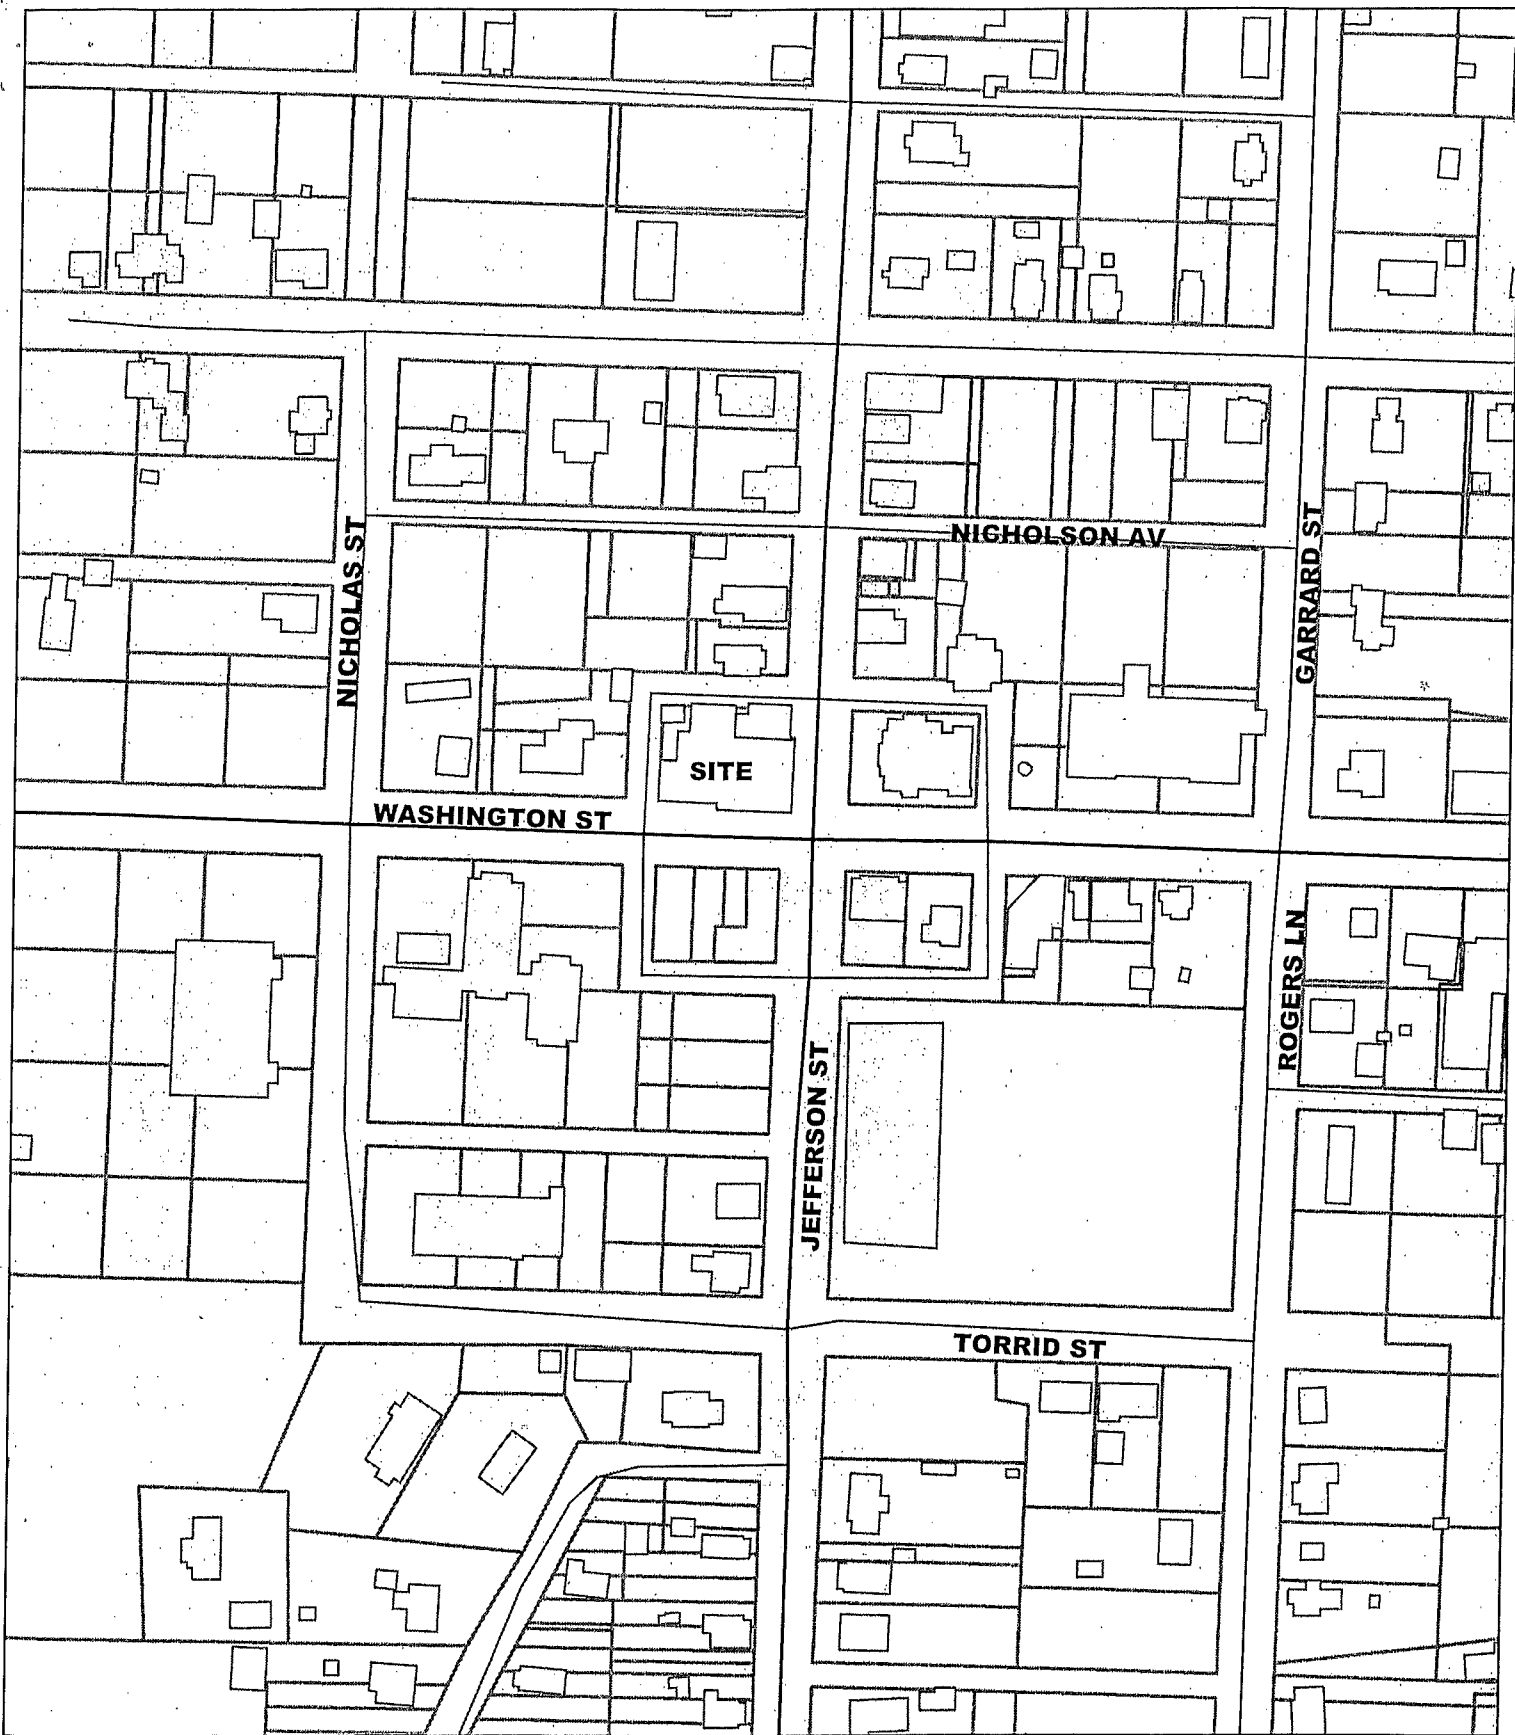 NICHOLSON AV
NICHOLAS ST
GARRARD ST
SITE
WASHINGTON ST
ROGERS LN
JEFFERSON ST
TORRID ST